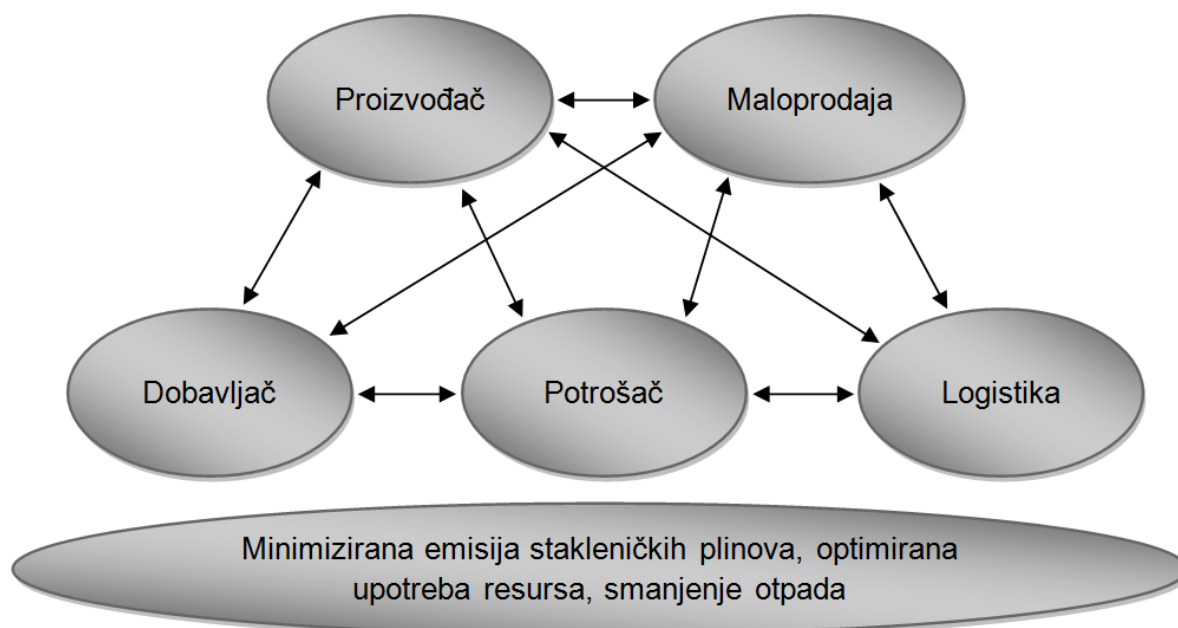 Proizvođač
Maloprodaja
Dobavljač
Potrošač
Logistika
Minimizirana emisija stakleničkih plinova, optimirana
upotreba resursa, smanjenje otpada